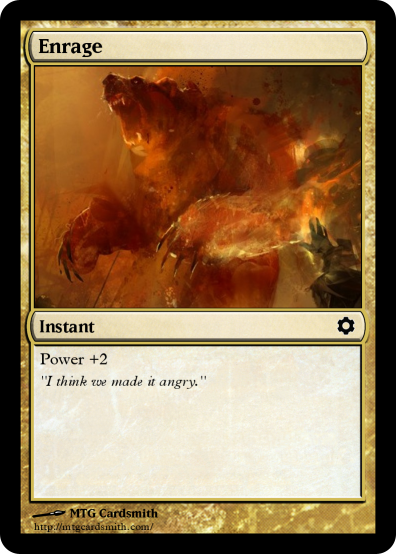 Enrage
Instant
Power +2
"I think we made it angry."
MTG Cardsmith
http://mtgcardsmith.com/